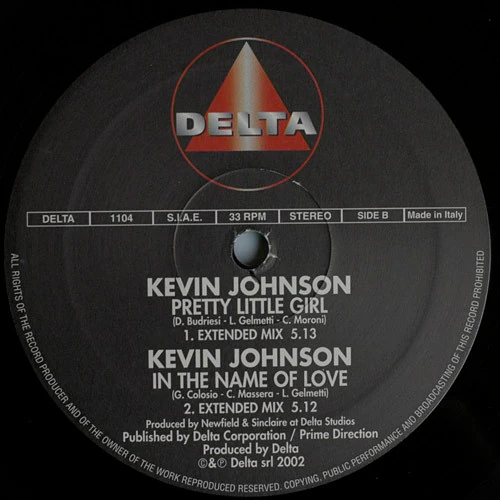 DELTA
DELTA 1104 S.I.A.E. 33 RPM STEREO SIDE B Made in Italy
KEVIN JOHNSON
PRETTY LITTLE GIRL
(D. Budriesi - L. Gelmetti - C. Moroni)
1. EXTENDED MIX 5.13
KEVIN JOHNSON
IN THE NAME OF LOVE
(G. Colosio - C. Massera - L. Gelmetti)
2. EXTENDED MIX 5.12
Produced by Newfield & Sinclaire at Delta Studios
Published by Delta Corporation / Prime Direction
Produced by Delta
©&℗ Delta srl 2002
ALL RIGHTS OF THE RECORD PRODUCER AND OF THE OWNER OF THE WORK REPRODUCED RESERVED. COPYING, PUBLIC PERFORMANCE AND BROADCASTING OF THIS RECORD PROHIBITED